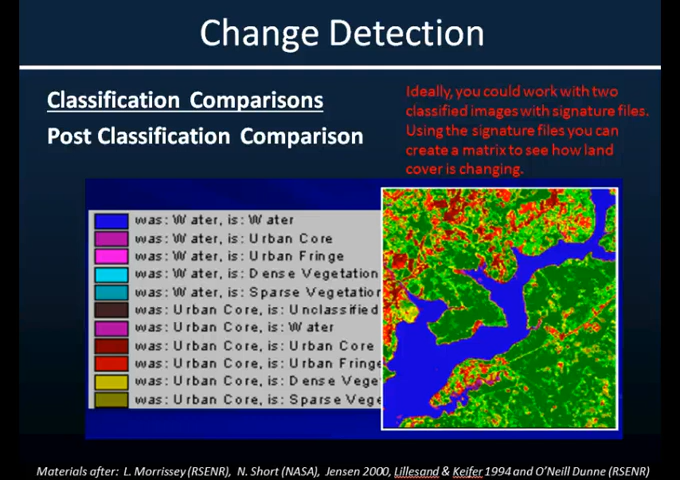 Change Detection
Classification Comparisons
Post Classification Comparison
Ideally, you could work with two
classified images with signature files.
Using the signature files you can
create a matrix to see how land
cover is changing.
was: Water, is: Water
was: Water, is: Urban Core
was: Water, is: Urban Fringe
was: Water, is: Dense Vegetation
was: Water, is: Sparse Vegetation
was: Urban Core, is: Unclassified
was: Urban Core, is: Water
was: Urban Core, is: Urban Core
was: Urban Core, is: Urban Fringe
was: Urban Core, is: Dense Vege
was: Urban Core, is: Sparse Vege
Materials after: L. Morrissey (RSENR), N. Short (NASA), Jensen 2000, Lillesand & Keifer 1994 and O'Neill Dunne (RSENR)